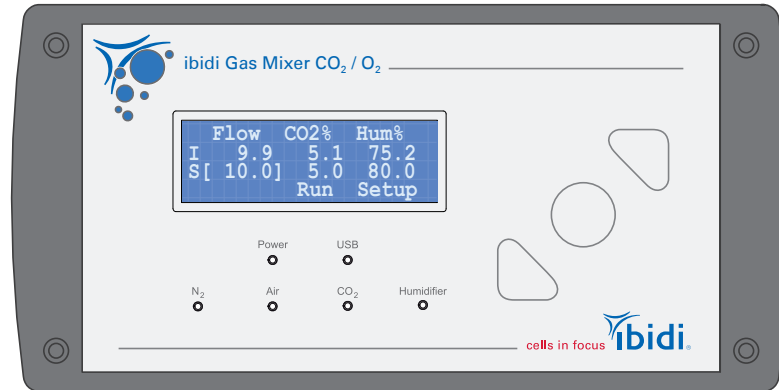 ibidi Gas Mixer CO₂ / O₂
Flow CO2% Hum%
I 9.9 5.1 75.2
S[ 10.0] 5.0 80.0
Run Setup
Power USB
N₂ Air CO₂ Humidifier
cells in focus ibidi®